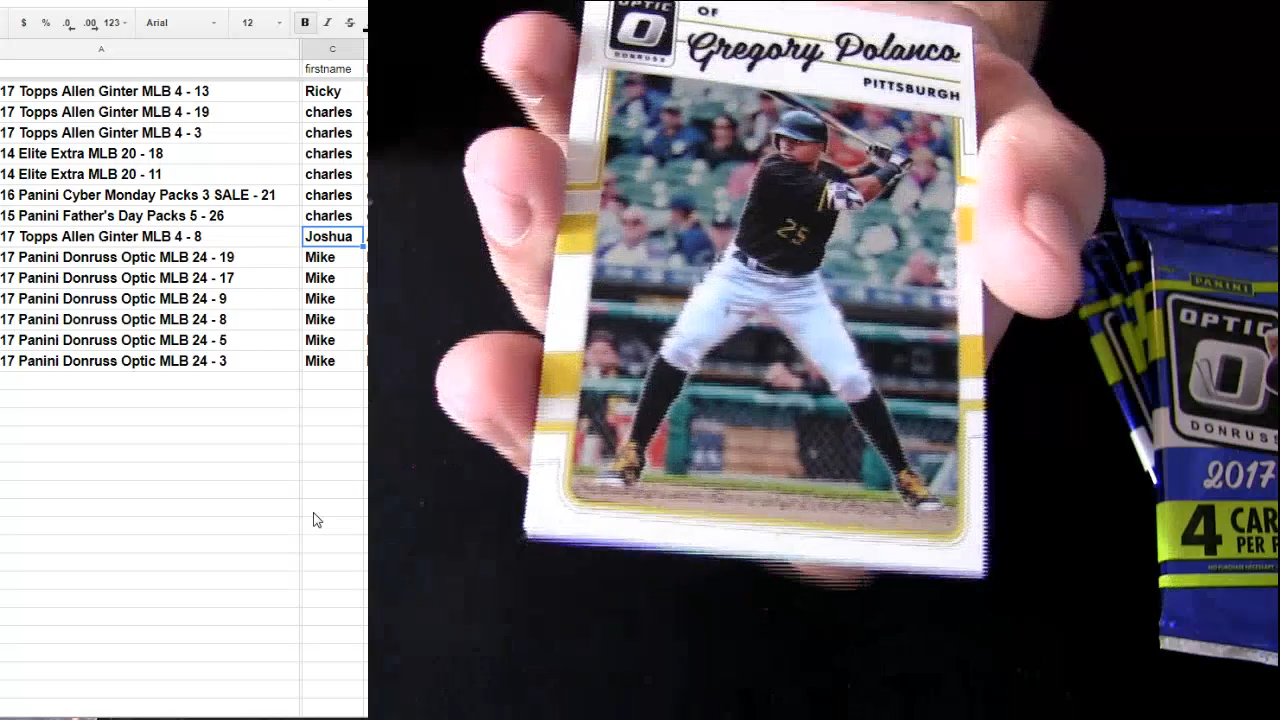 $ % .0 .00 123 Arial 12 B I S
A C
firstname
17 Topps Allen Ginter MLB 4 - 13 Ricky
17 Topps Allen Ginter MLB 4 - 19 charles
17 Topps Allen Ginter MLB 4 - 3 charles
14 Elite Extra MLB 20 - 18 charles
14 Elite Extra MLB 20 - 11 charles
16 Panini Cyber Monday Packs 3 SALE - 21 charles
15 Panini Father's Day Packs 5 - 26 charles
17 Topps Allen Ginter MLB 4 - 8 Joshua
17 Panini Donruss Optic MLB 24 - 19 Mike
17 Panini Donruss Optic MLB 24 - 17 Mike
17 Panini Donruss Optic MLB 24 - 9 Mike
17 Panini Donruss Optic MLB 24 - 8 Mike
17 Panini Donruss Optic MLB 24 - 5 Mike
17 Panini Donruss Optic MLB 24 - 3 Mike
OPTIC
DONRUSS
OF
Gregory Polanco
PITTSBURGH
25
PANINI
OPTIC
DONRUSS
2017
4 CAR
PER